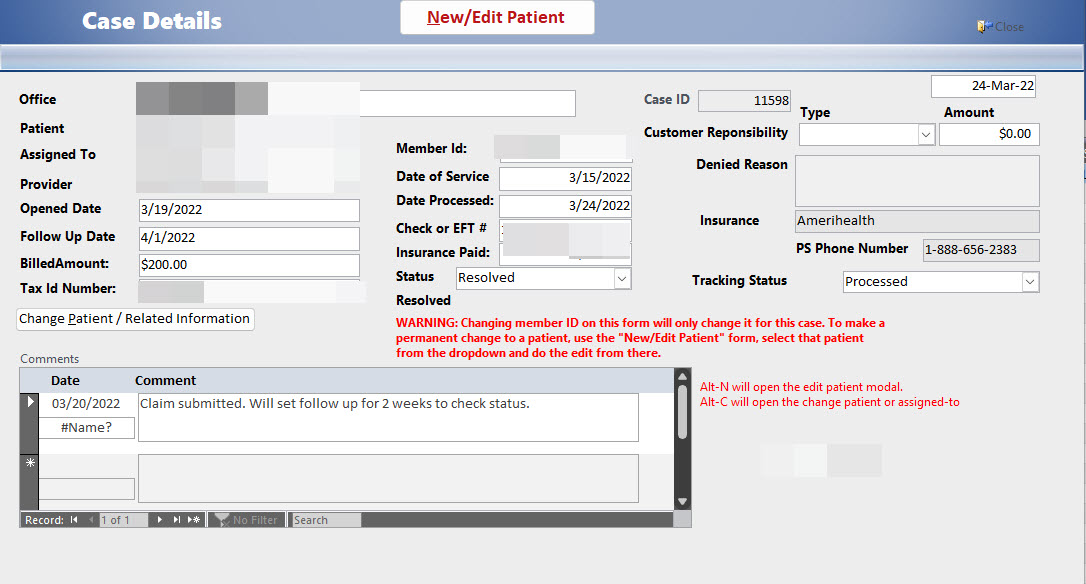 Case Details
New/Edit Patient
Close
Office
Case ID
11598
24-Mar-22
Type
Amount
Patient
Customer Reponsibility
$0.00
Assigned To
Member Id:
Denied Reason
Provider
Date of Service
3/15/2022
Opened Date
3/19/2022
Date Processed:
3/24/2022
Insurance
Amerihealth
Follow Up Date
4/1/2022
Check or EFT #
PS Phone Number
1-888-656-2383
BilledAmount:
$200.00
Insurance Paid:
Status
Resolved
Tracking Status
Processed
Tax Id Number:
Resolved
Change Patient / Related Information
WARNING: Changing member ID on this form will only change it for this case. To make a
permanent change to a patient, use the "New/Edit Patient" form, select that patient
from the dropdown and do the edit from there.
Comments
Date
Comment
03/20/2022
Claim submitted. Will set follow up for 2 weeks to check status.
#Name?
Alt-N will open the edit patient modal.
Alt-C will open the change patient or assigned-to
Record:
1 of 1
No Filter
Search